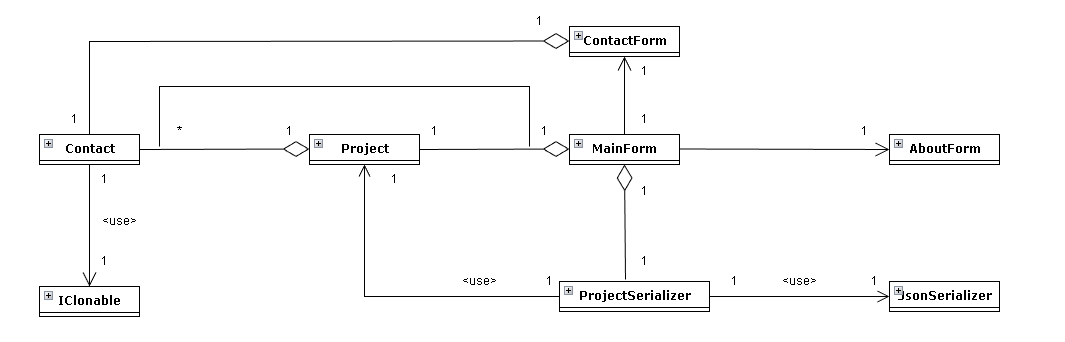 1
ContactForm
1
1
1
*
1
1
1
1
Contact
Project
MainForm
AboutForm
1
1
1
<use>
1
1
<use>
1
1
<use>
1
IClonable
ProjectSerializer
JsonSerializer